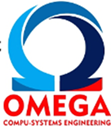 OMEGA
COMPU-SYSTEMS ENGINEERING